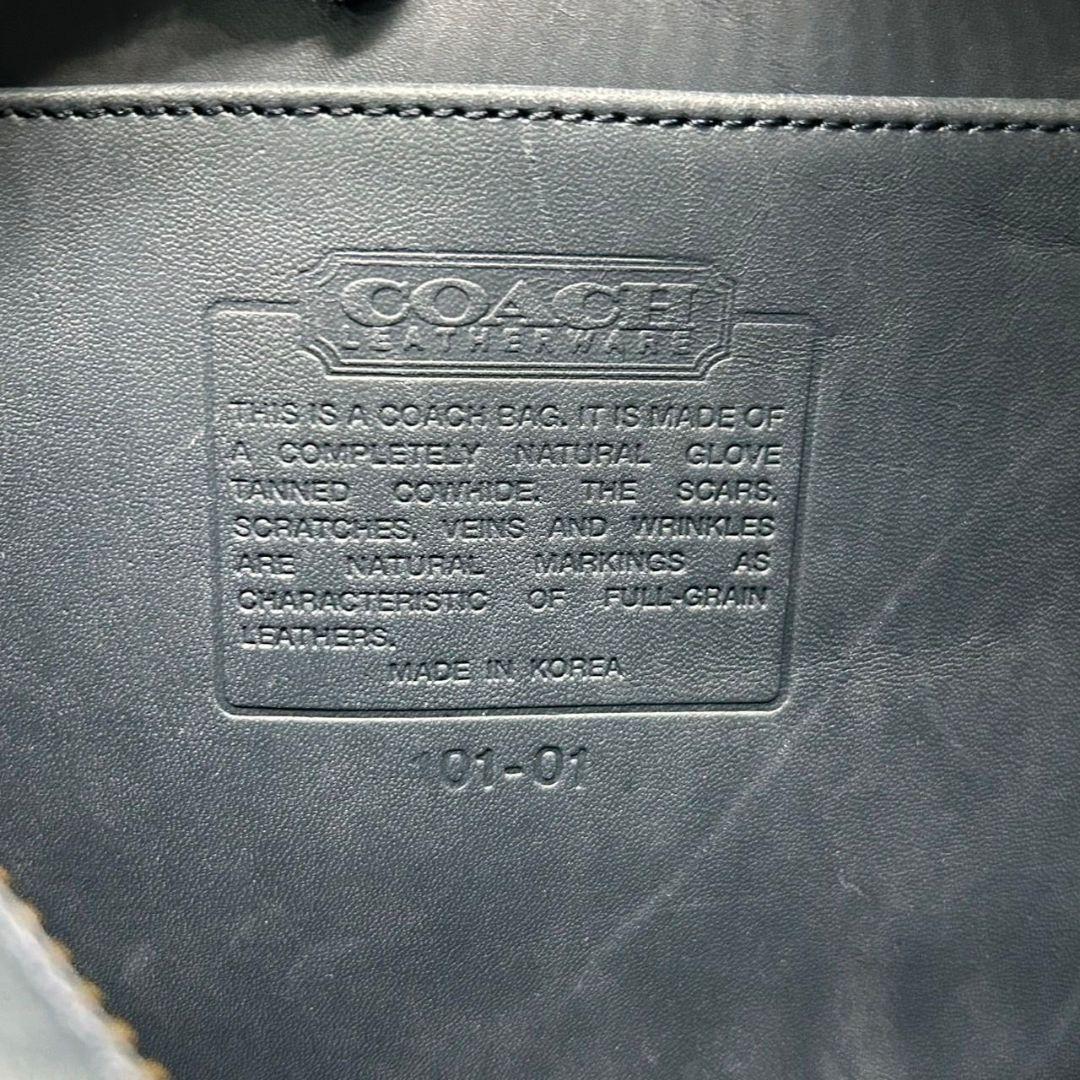 COACH
LEATHERWARE
THIS IS A COACH BAG. IT IS MADE OF
A COMPLETELY NATURAL GLOVE
TANNED COWHIDE. THE SCARS,
SCRATCHES, VEINS AND WRINKLES
ARE NATURAL MARKINGS AS
CHARACTERISTIC OF FULL-GRAIN
LEATHERS.
MADE IN KOREA
101-01